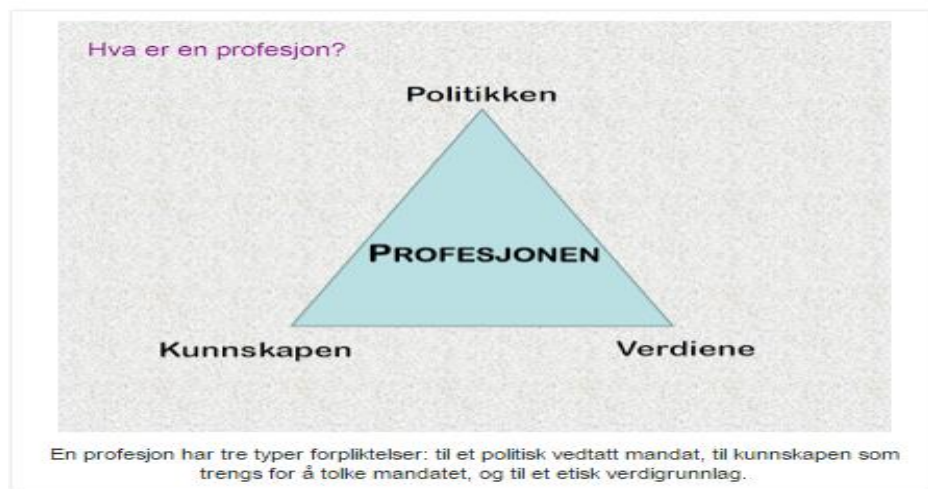 Hva er en profesjon?
Politikken
PROFESJONEN
Kunnskapen
Verdiene
En profesjon har tre typer forpliktelser: til et politisk vedtatt mandat, til kunnskapen som
trengs for å tolke mandatet, og til et etisk verdigrunnlag.